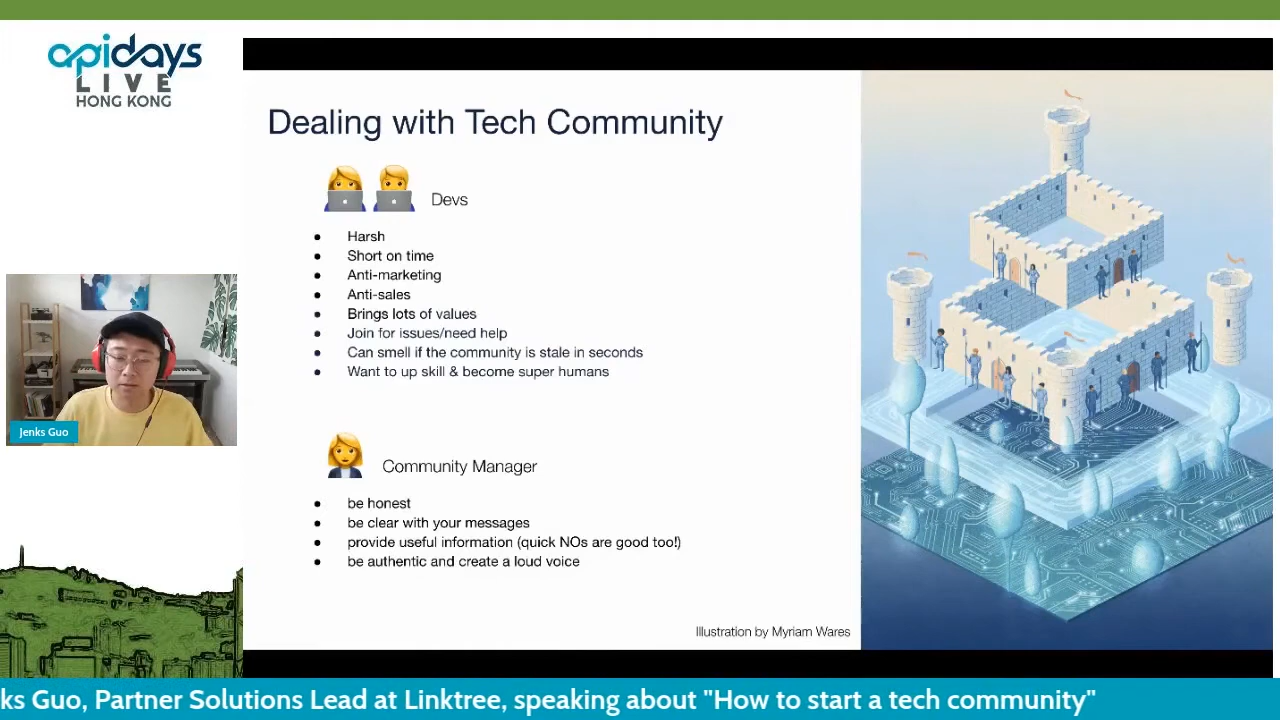 apidays
LIVE
HONG KONG
Dealing with Tech Community
Devs
● Harsh
● Short on time
● Anti-marketing
● Anti-sales
● Brings lots of values
● Join for issues/need help
● Can smell if the community is stale in seconds
● Want to up skill & become super humans
Community Manager
● be honest
● be clear with your messages
● provide useful information (quick NOs are good too!)
● be authentic and create a loud voice
Illustration by Myriam Wares
Jenks Guo
ks Guo, Partner Solutions Lead at Linktree, speaking about "How to start a tech community"